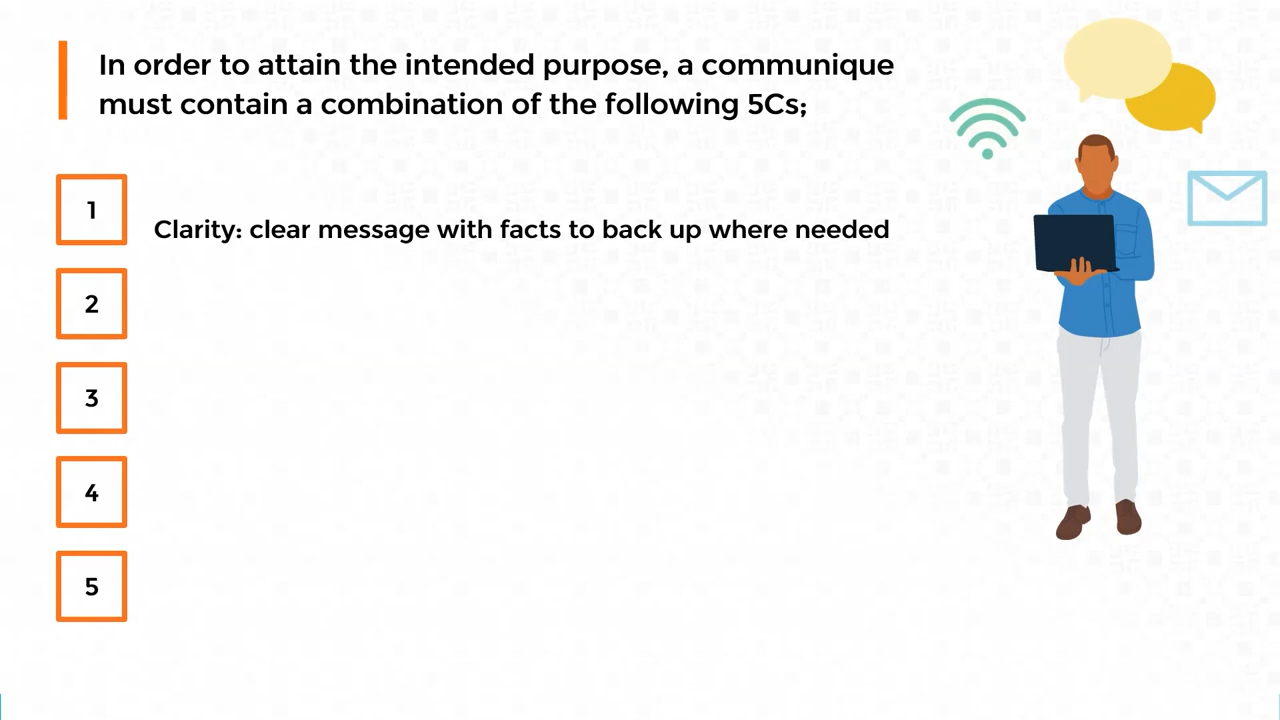 In order to attain the intended purpose, a communique
must contain a combination of the following 5Cs;
1
Clarity: clear message with facts to back up where needed
2
3
4
5